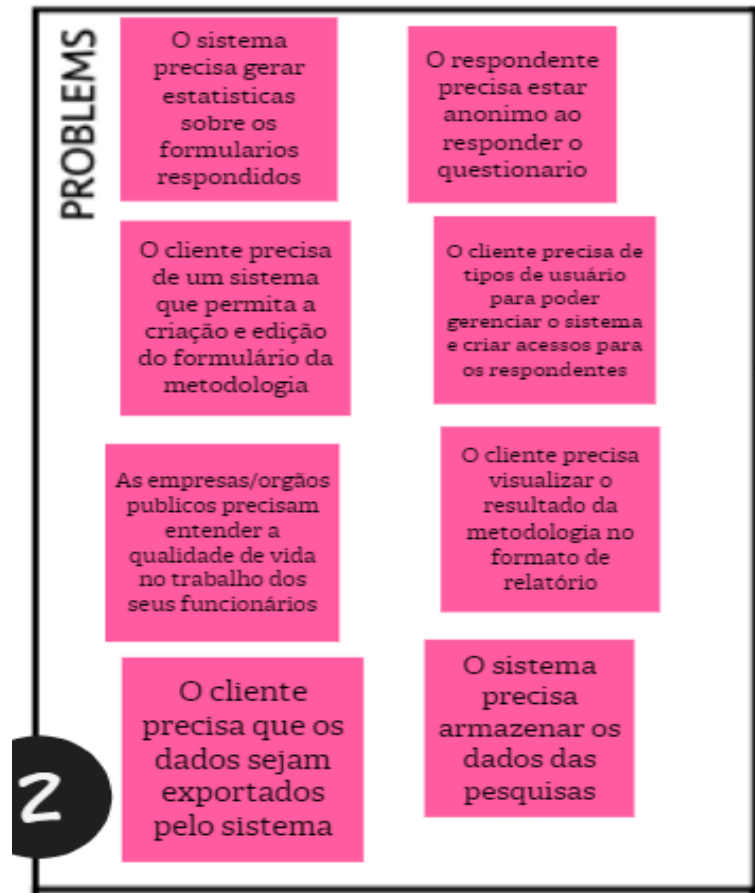 PROBLEMS
O sistema
precisa gerar
estatisticas
sobre os
formularios
respondidos
O respondente
precisa estar
anonimo ao
responder o
questionario
O cliente precisa
de um sistema
que permita a
criação e edição
do formulário da
metodologia
O cliente precisa de
tipos de usuário
para poder
gerenciar o sistema
e criar acessos para
os respondentes
As empresas/orgãos
publicos precisam
entender a
qualidade de vida
no trabalho dos
seus funcionários
O cliente precisa
visualizar o
resultado da
metodologia no
formato de
relatório
O cliente
precisa que os
dados sejam
exportados
pelo sistema
O sistema
precisa
armazenar os
dados das
pesquisas
2